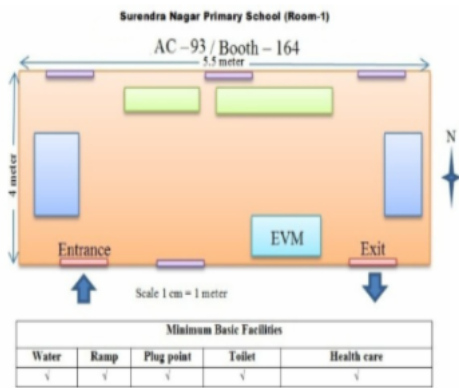 Surendra Nagar Primary School (Room-1)
AC – 93 / Booth – 164
5.5 meter
4 meter
N
EVM
Entrance
Exit
Scale 1 cm = 1 meter
Minimum Basic Facilities
Water Ramp Plug point Toilet Health care
√ √ √ √ √